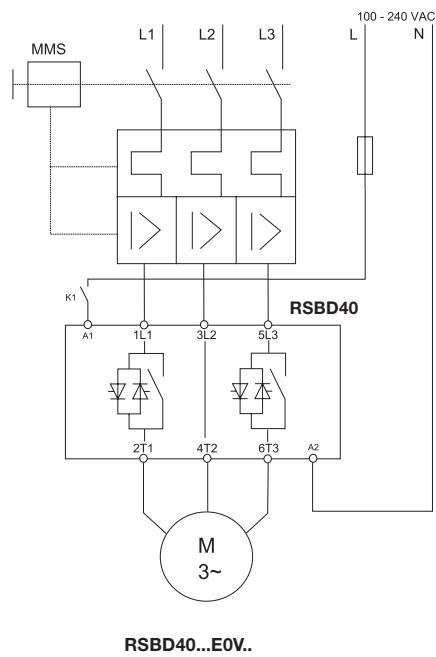 100 - 240 VAC
L1 L2 L3 L N
MMS
K1
RSBD40
A1 1L1 3L2 5L3
2T1 4T2 6T3 A2
M
3~
RSBD40...E0V..